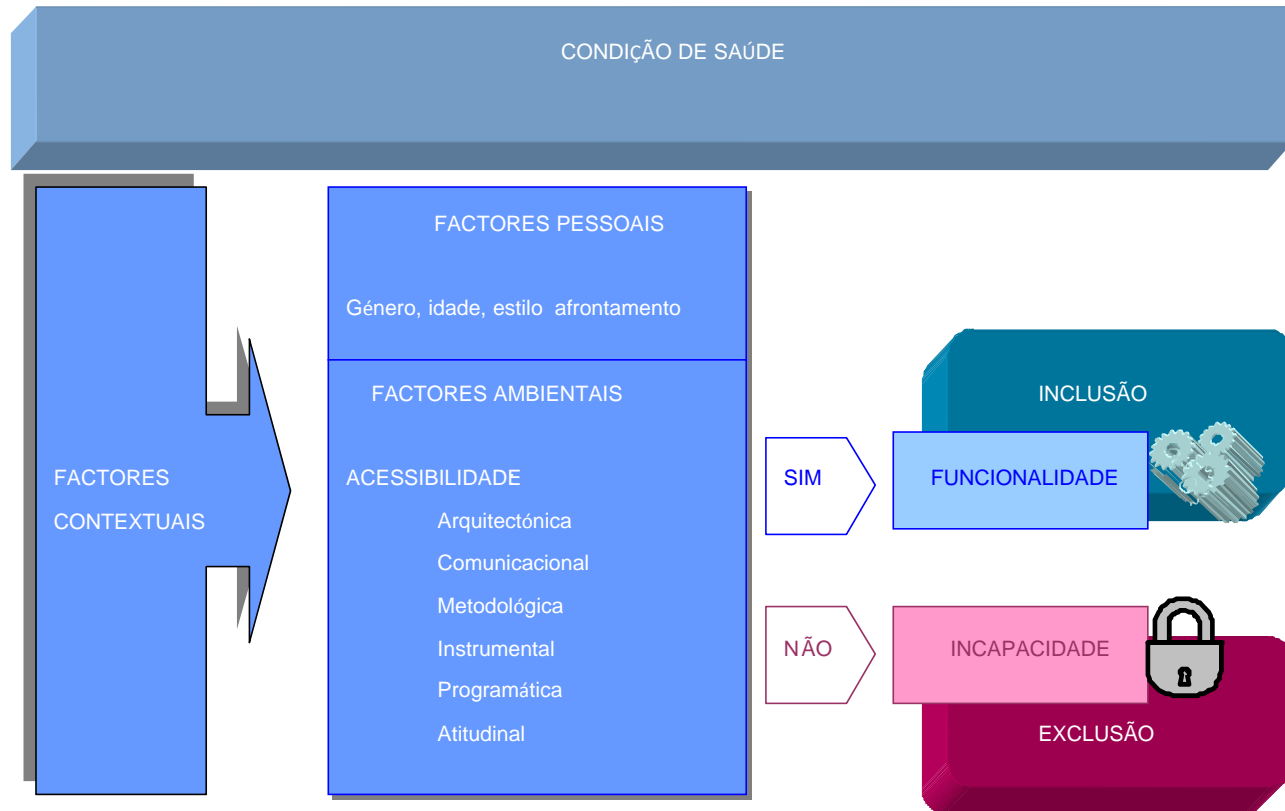 CONDIÇÃO DE SAÚDE
FACTORES
CONTEXTUAIS
FACTORES PESSOAIS
Género, idade, estilo afrontamento
FACTORES AMBIENTAIS
ACESSIBILIDADE
Arquitectónica
Comunicacional
Metodológica
Instrumental
Programática
Atitudinal
SIM
INCLUSÃO
FUNCIONALIDADE
NÃO
INCAPACIDADE
EXCLUSÃO